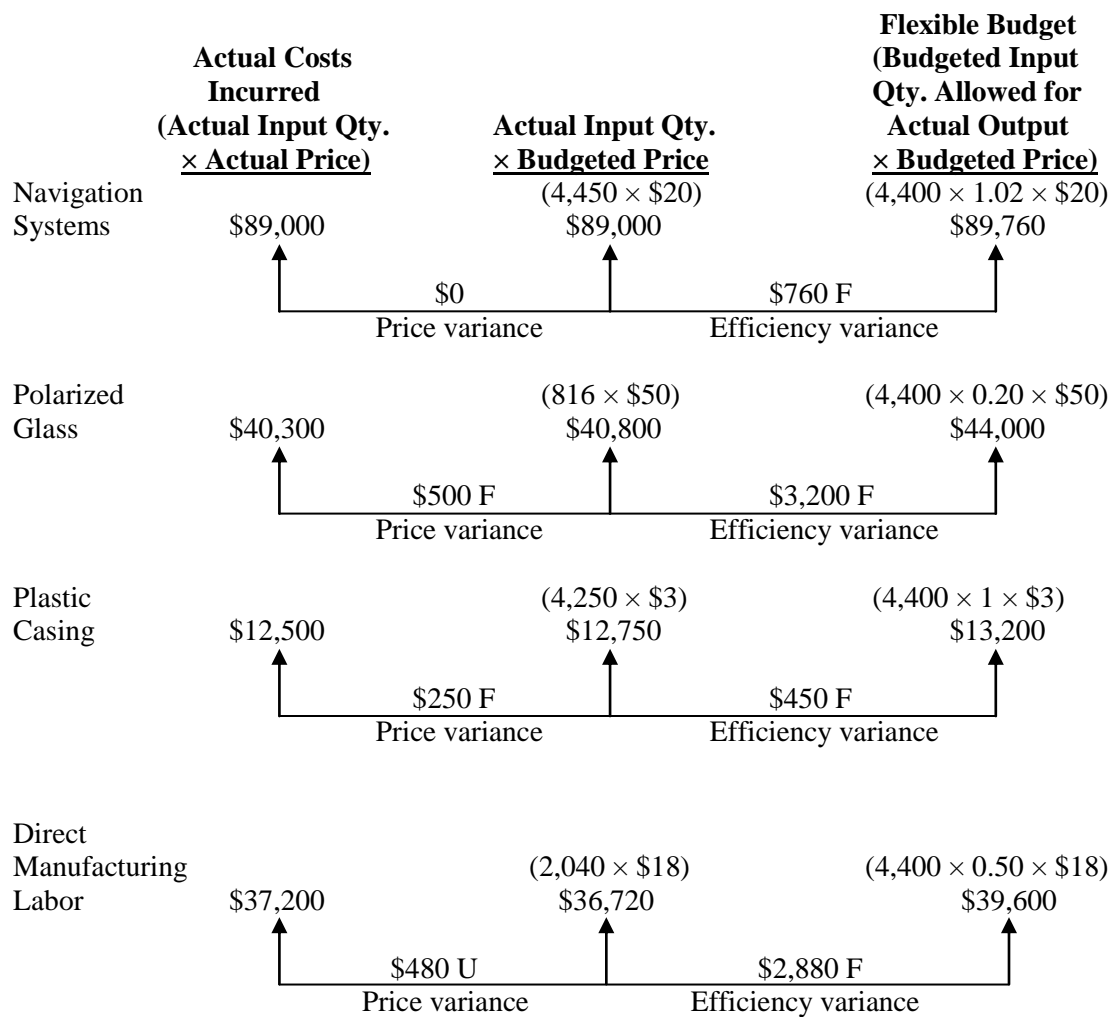 Flexible Budget
Actual Costs (Budgeted Input
Incurred Qty. Allowed for
(Actual Input Qty. Actual Input Qty. Actual Output
× Actual Price) × Budgeted Price × Budgeted Price)
Navigation (4,450 × $20) (4,400 × 1.02 × $20)
Systems $89,000 $89,000 $89,760
$0 $760 F
Price variance Efficiency variance
Polarized (816 × $50) (4,400 × 0.20 × $50)
Glass $40,300 $40,800 $44,000
$500 F $3,200 F
Price variance Efficiency variance
Plastic (4,250 × $3) (4,400 × 1 × $3)
Casing $12,500 $12,750 $13,200
$250 F $450 F
Price variance Efficiency variance
Direct
Manufacturing (2,040 × $18) (4,400 × 0.50 × $18)
Labor $37,200 $36,720 $39,600
$480 U $2,880 F
Price variance Efficiency variance